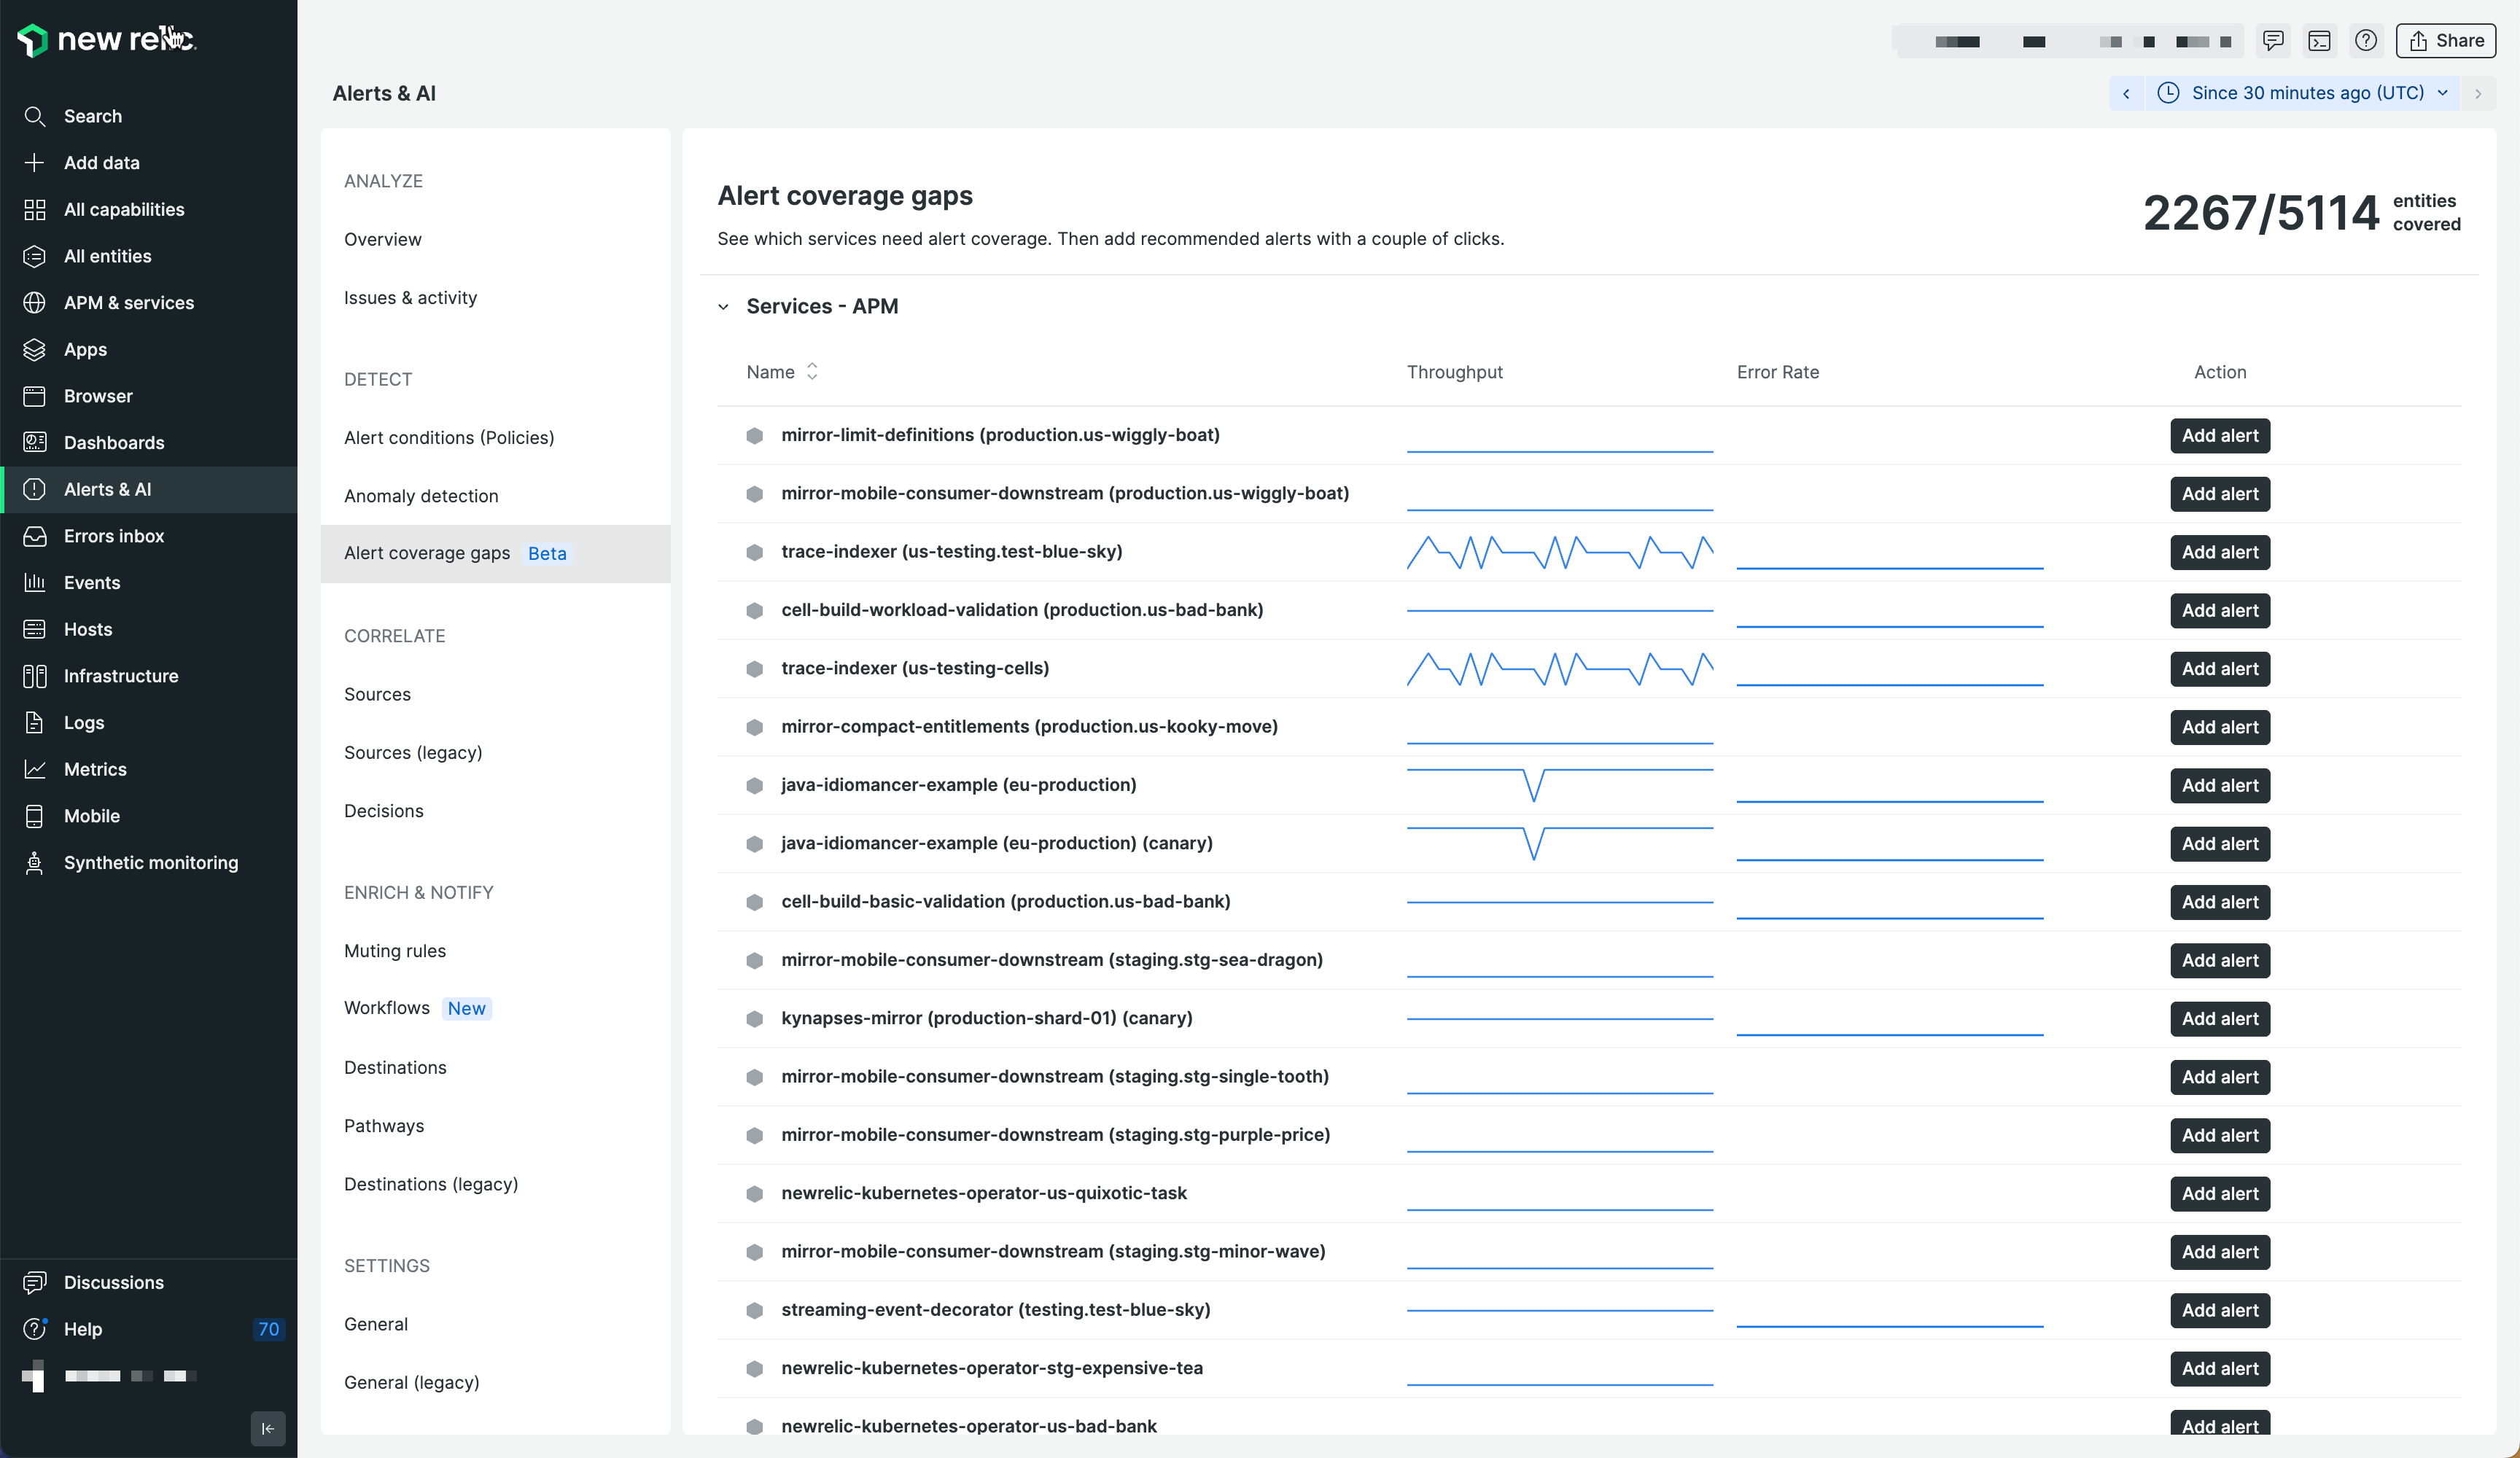 new relic.
Search
Add data
All capabilities
All entities
APM & services
Apps
Browser
Dashboards
Alerts & AI
Errors inbox
Events
Hosts
Infrastructure
Logs
Metrics
Mobile
Synthetic monitoring
Discussions
Help 70
Share
Alerts & AI
Since 30 minutes ago (UTC)
ANALYZE
Overview
Issues & activity
DETECT
Alert conditions (Policies)
Anomaly detection
Alert coverage gaps Beta
CORRELATE
Sources
Sources (legacy)
Decisions
ENRICH & NOTIFY
Muting rules
Workflows New
Destinations
Pathways
Destinations (legacy)
SETTINGS
General
General (legacy)
Alert coverage gaps
See which services need alert coverage. Then add recommended alerts with a couple of clicks.
2267/5114 entities covered
Services - APM
Name Throughput Error Rate Action
mirror-limit-definitions (production.us-wiggly-boat) Add alert
mirror-mobile-consumer-downstream (production.us-wiggly-boat) Add alert
trace-indexer (us-testing.test-blue-sky) Add alert
cell-build-workload-validation (production.us-bad-bank) Add alert
trace-indexer (us-testing-cells) Add alert
mirror-compact-entitlements (production.us-kooky-move) Add alert
java-idiomancer-example (eu-production) Add alert
java-idiomancer-example (eu-production) (canary) Add alert
cell-build-basic-validation (production.us-bad-bank) Add alert
mirror-mobile-consumer-downstream (staging.stg-sea-dragon) Add alert
kynapses-mirror (production-shard-01) (canary) Add alert
mirror-mobile-consumer-downstream (staging.stg-single-tooth) Add alert
mirror-mobile-consumer-downstream (staging.stg-purple-price) Add alert
newrelic-kubernetes-operator-us-quixotic-task Add alert
mirror-mobile-consumer-downstream (staging.stg-minor-wave) Add alert
streaming-event-decorator (testing.test-blue-sky) Add alert
newrelic-kubernetes-operator-stg-expensive-tea Add alert
newrelic-kubernetes-operator-us-bad-bank Add alert